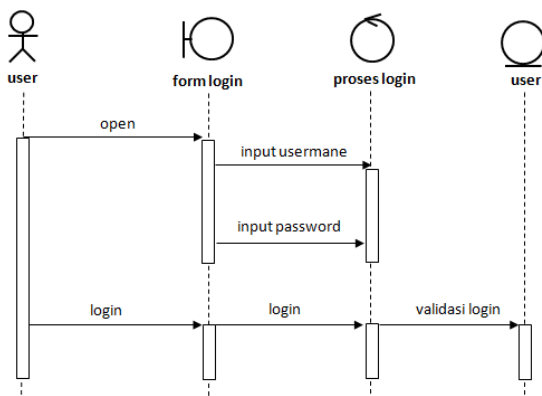 user
form login
proses login
user
open
input usermane
input password
login
login
validasi login